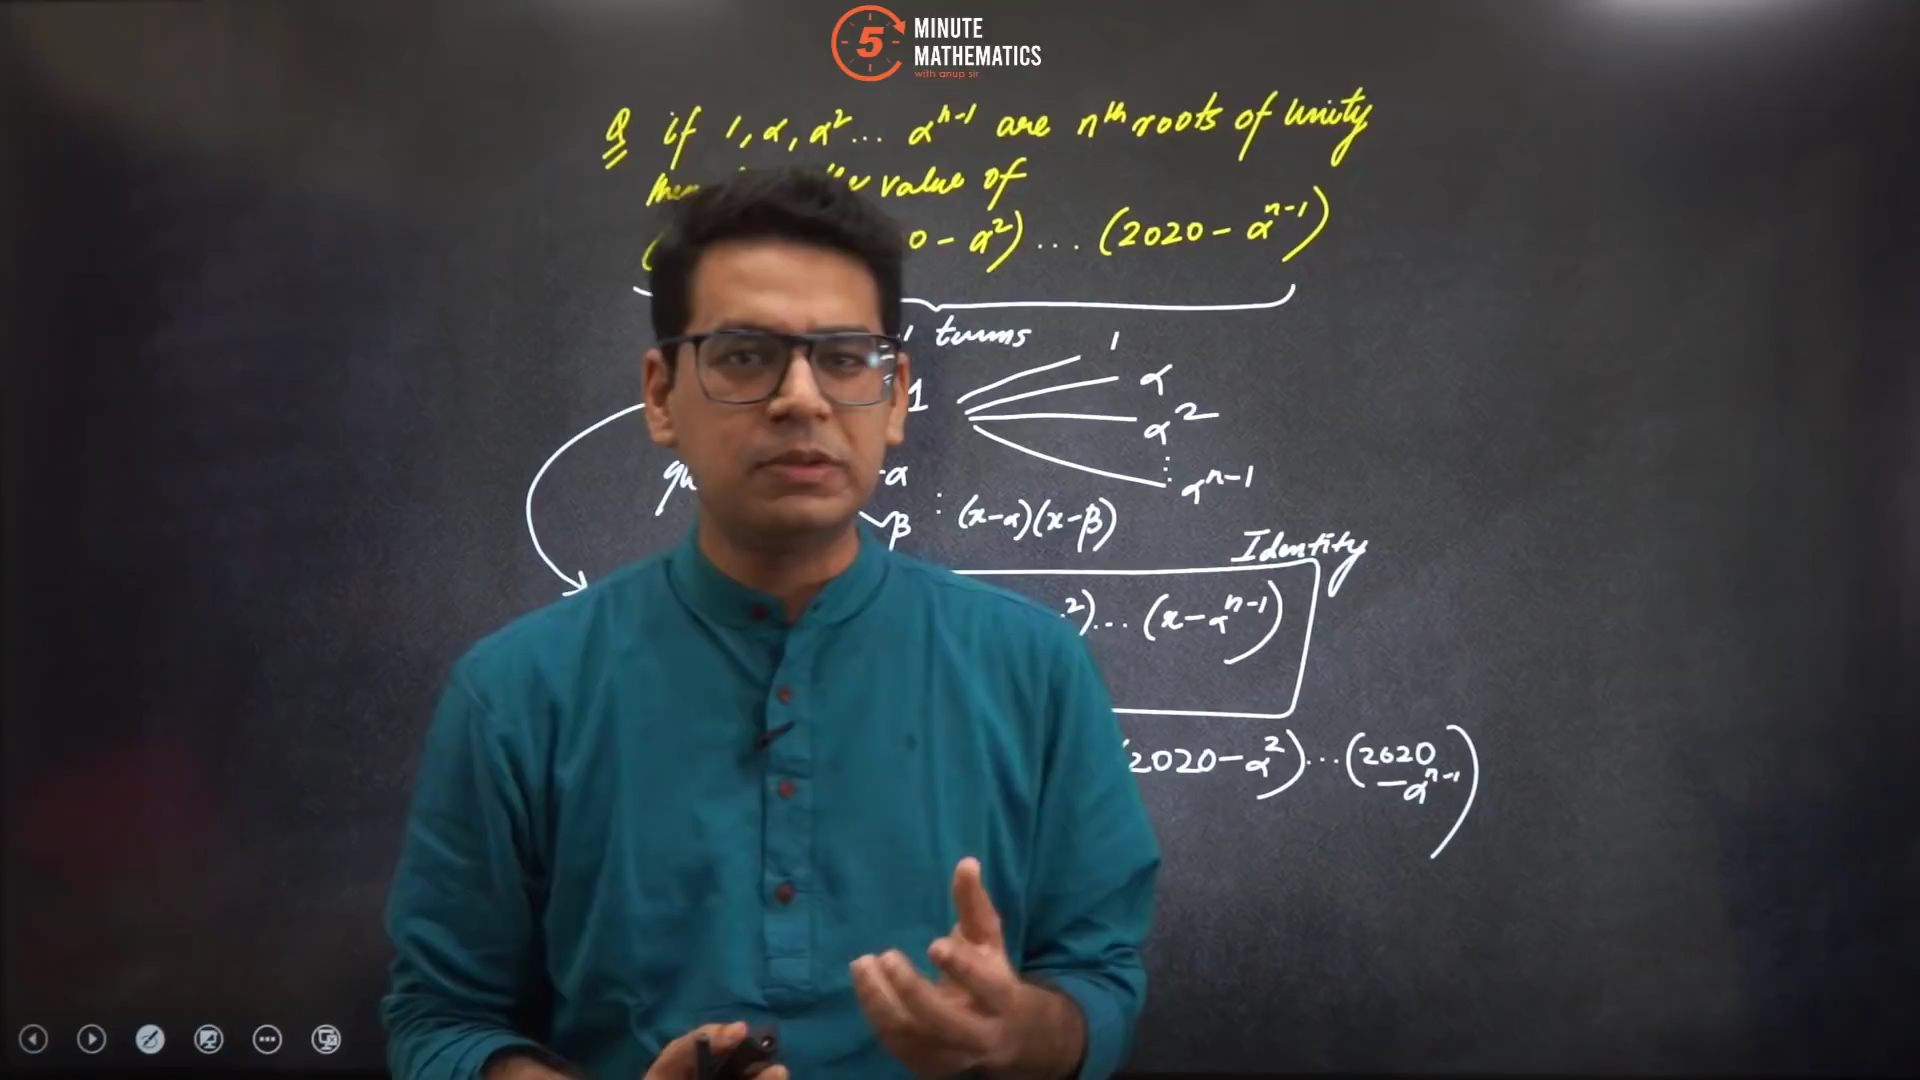 5 MINUTE
MATHEMATICS
with anup sir
Q if 1, α, α² ... αⁿ⁻¹ are nᵗʰ roots of Unity
value of
0 - α²) ... (2020 - αⁿ⁻¹)
terms
1
1
α
α²
αⁿ⁻¹
-α
β : (x-α)(x-β)
Identity
²)... (x-αⁿ⁻¹)
(2020-α²)...(2020
-αⁿ⁻¹)